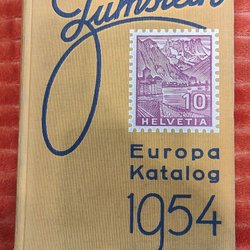 Zumstein
10
HELVETIA
Europa
Katalog
1954